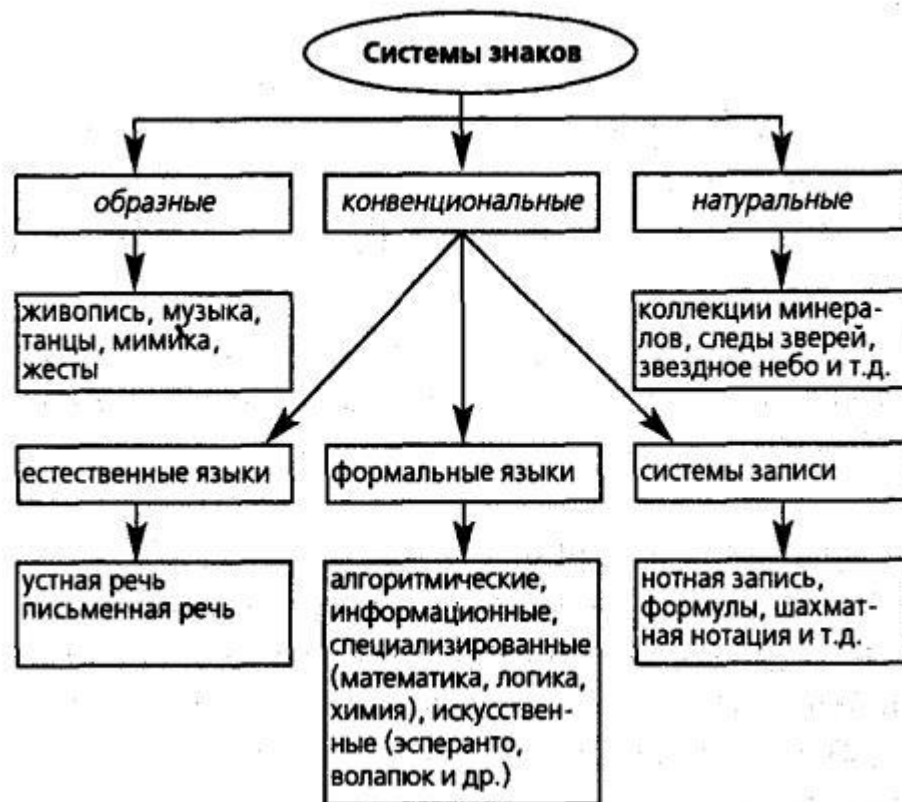 Системы знаков
образные
конвенциональные
натуральные
живопись, музыка,
танцы, мимика,
жесты
коллекции минера-
лов, следы зверей,
звездное небо и т.д.
естественные языки
формальные языки
системы записи
устная речь
письменная речь
алгоритмические,
информационные,
специализированные
(математика, логика,
химия), искусствен-
ные (эсперанто,
волапюк и др.)
нотная запись,
формулы, шахмат-
ная нотация и т.д.